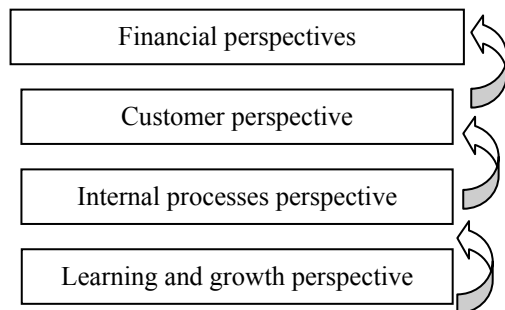 Financial perspectives
Customer perspective
Internal processes perspective
Learning and growth perspective